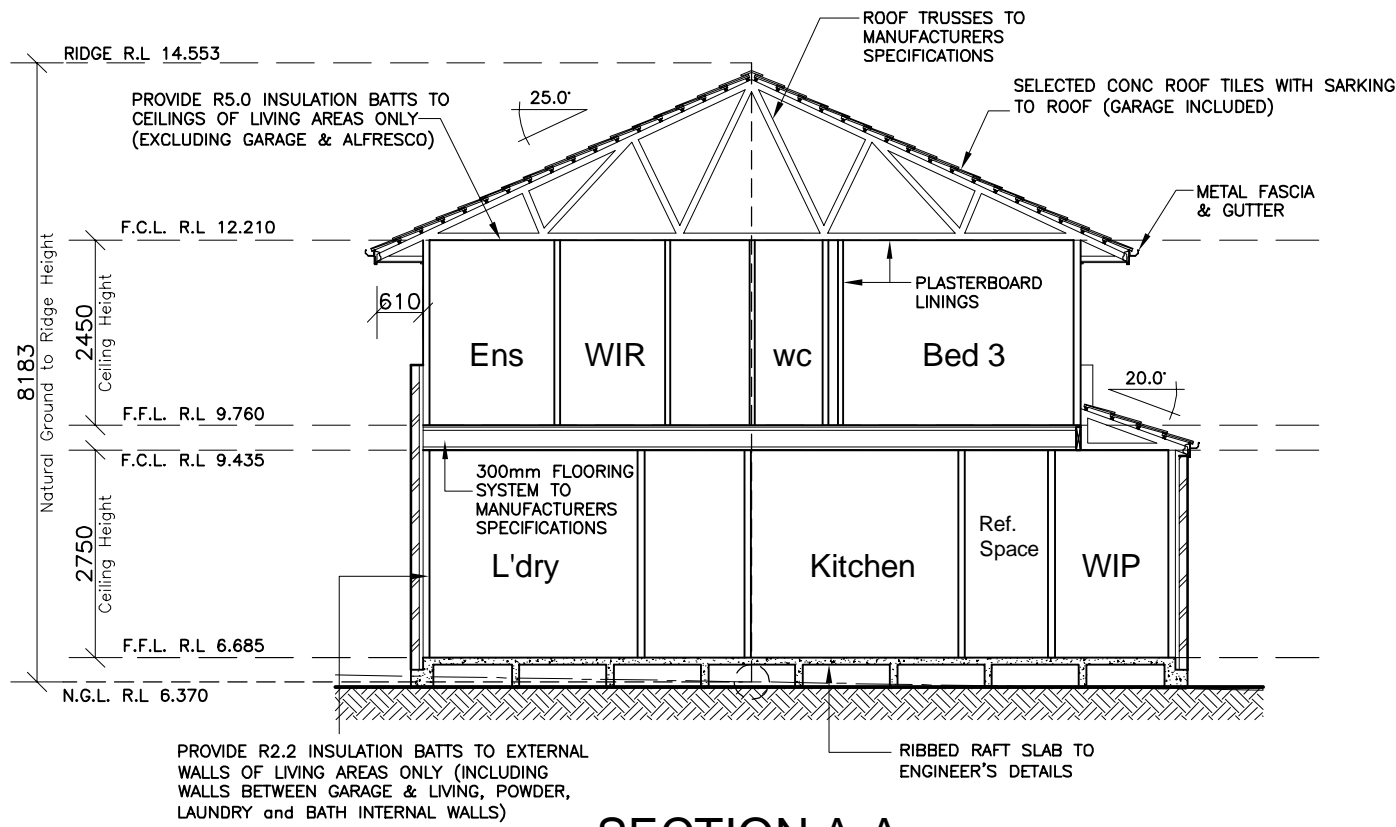 ROOF TRUSSES TO
MANUFACTURERS
SPECIFICATIONS
RIDGE R.L 14.553
SELECTED CONC ROOF TILES WITH SARKING
TO ROOF (GARAGE INCLUDED)
PROVIDE R5.0 INSULATION BATTS TO
CEILINGS OF LIVING AREAS ONLY
(EXCLUDING GARAGE & ALFRESCO)
25.0°
METAL FASCIA
& GUTTER
F.C.L. R.L 12.210
PLASTERBOARD
LININGS
610
8183
Natural Ground to Ridge Height
2450
Ceiling Height
Ens
WIR
wc
Bed 3
20.0°
F.F.L. R.L 9.760
F.C.L. R.L 9.435
300mm FLOORING
SYSTEM TO
MANUFACTURERS
SPECIFICATIONS
2750
Ceiling Height
L'dry
Kitchen
Ref.
Space
WIP
F.F.L. R.L 6.685
N.G.L. R.L 6.370
PROVIDE R2.2 INSULATION BATTS TO EXTERNAL
WALLS OF LIVING AREAS ONLY (INCLUDING
WALLS BETWEEN GARAGE & LIVING, POWDER,
LAUNDRY and BATH INTERNAL WALLS)
RIBBED RAFT SLAB TO
ENGINEER'S DETAILS
SECTION A A